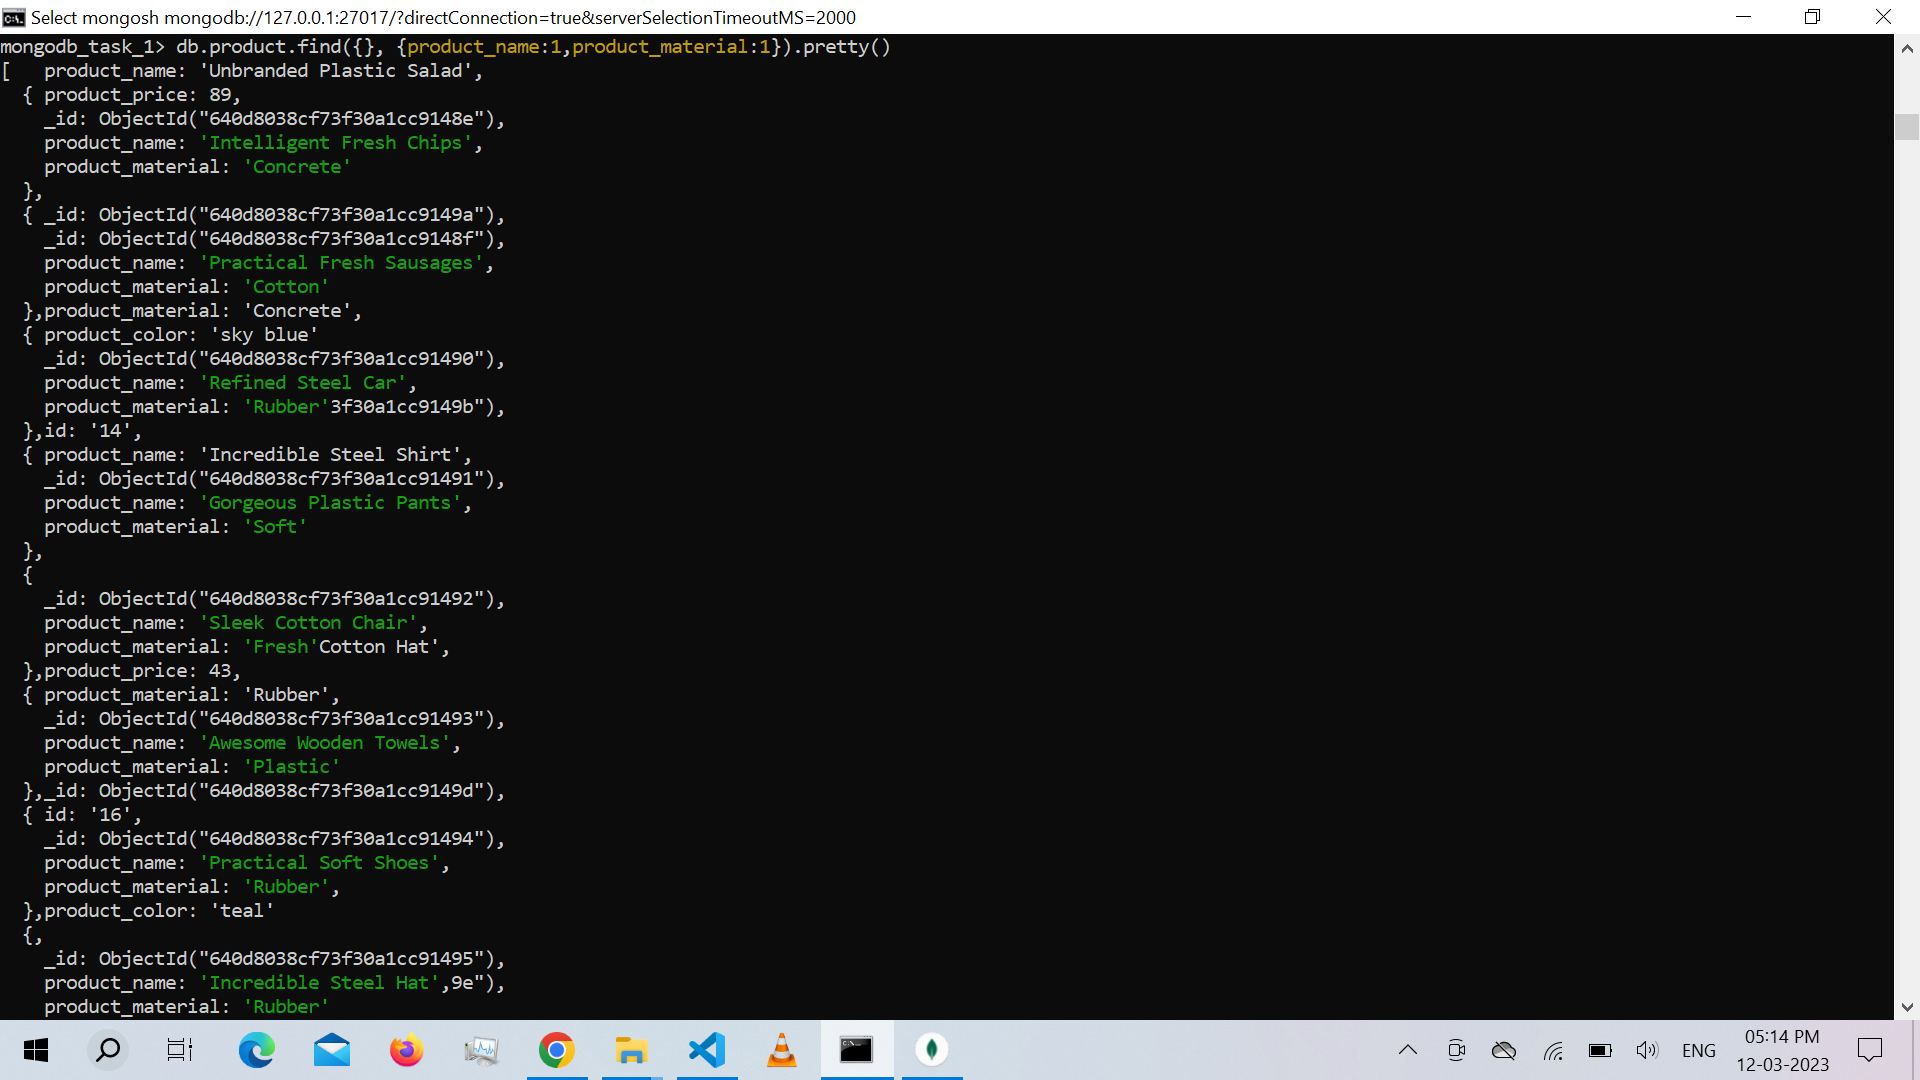 Select mongosh mongodb://127.0.0.1:27017/?directConnection=true&serverSelectionTimeoutMS=2000
mongodb_task_1> db.product.find({}, {product_name:1,product_material:1}).pretty()
[   product_name: 'Unbranded Plastic Salad',
  { product_price: 89,
    _id: ObjectId("640d8038cf73f30a1cc9148e"),
    product_name: 'Intelligent Fresh Chips',
    product_material: 'Concrete'
  },
  { _id: ObjectId("640d8038cf73f30a1cc9149a"),
    _id: ObjectId("640d8038cf73f30a1cc9148f"),
    product_name: 'Practical Fresh Sausages',
    product_material: 'Cotton'
  },product_material: 'Concrete',
  { product_color: 'sky blue'
    _id: ObjectId("640d8038cf73f30a1cc91490"),
    product_name: 'Refined Steel Car',
    product_material: 'Rubber'3f30a1cc9149b"),
  },id: '14',
  { product_name: 'Incredible Steel Shirt',
    _id: ObjectId("640d8038cf73f30a1cc91491"),
    product_name: 'Gorgeous Plastic Pants',
    product_material: 'Soft'
  },
  {
    _id: ObjectId("640d8038cf73f30a1cc91492"),
    product_name: 'Sleek Cotton Chair',
    product_material: 'Fresh'Cotton Hat',
  },product_price: 43,
  { product_material: 'Rubber',
    _id: ObjectId("640d8038cf73f30a1cc91493"),
    product_name: 'Awesome Wooden Towels',
    product_material: 'Plastic'
  },_id: ObjectId("640d8038cf73f30a1cc9149d"),
  { id: '16',
    _id: ObjectId("640d8038cf73f30a1cc91494"),
    product_name: 'Practical Soft Shoes',
    product_material: 'Rubber',
  },product_color: 'teal'
  {,
    _id: ObjectId("640d8038cf73f30a1cc91495"),
    product_name: 'Incredible Steel Hat',9e"),
    product_material: 'Rubber'
ENG
05:14 PM
12-03-2023